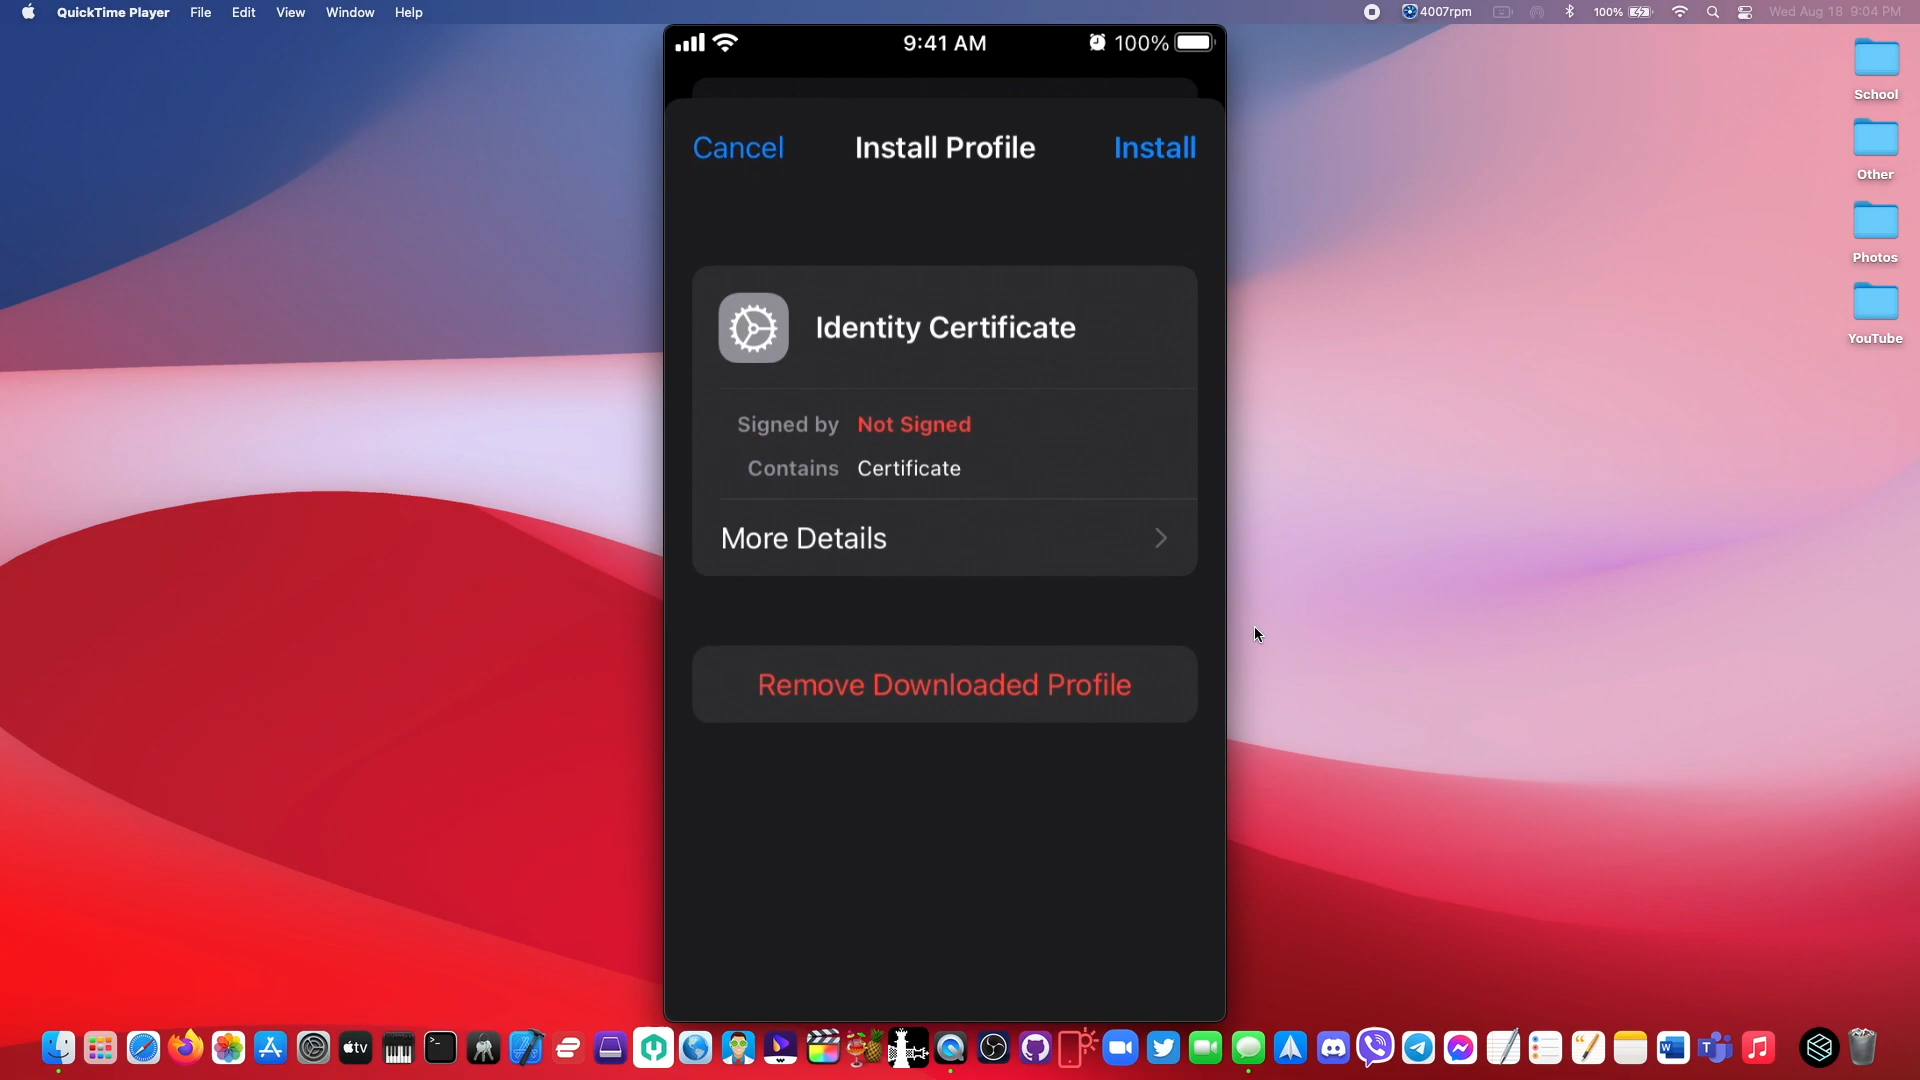 QuickTime Player File Edit View Window Help
4007rpm 100% Wed Aug 18 9:04 PM
9:41 AM 100%
Cancel Install Profile Install
Identity Certificate
Signed by Not Signed
Contains Certificate
More Details
Remove Downloaded Profile
School
Other
Photos
YouTube
tv
W